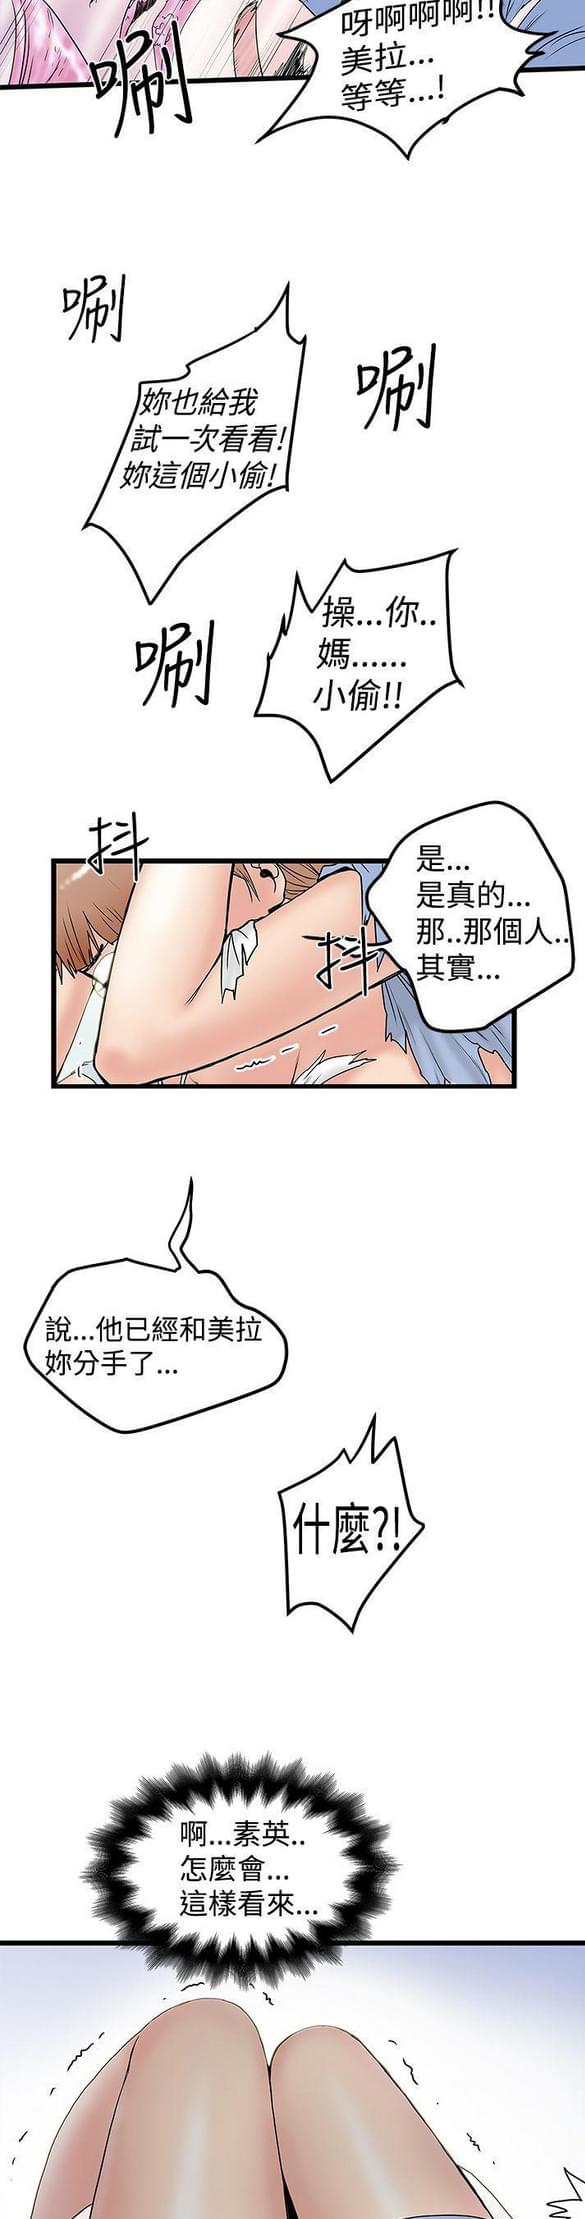 呀啊啊啊!!
美拉...
等等...!
唰
唰
唰
妳也給我
試一次看看!
妳這個小偷!
操...你..
媽......
小偷!!
唰
抖
是...
是真的...
那..那個人..
其實...
抖
說...他已經和美拉
妳分手了...
什麼?!
啊...素英..
怎麼會...
這樣看來...